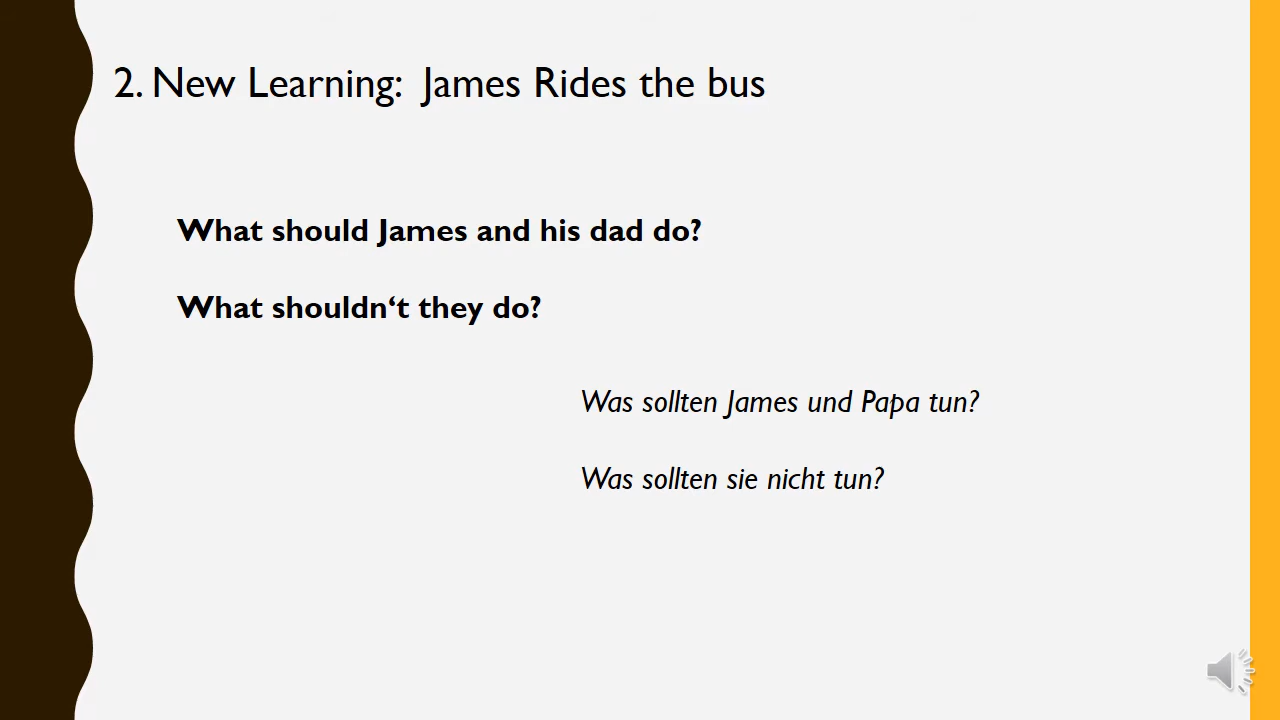 2. New Learning:  James Rides the bus
What should James and his dad do?
What shouldn‘t they do?
Was sollten James und Papa tun?
Was sollten sie nicht tun?